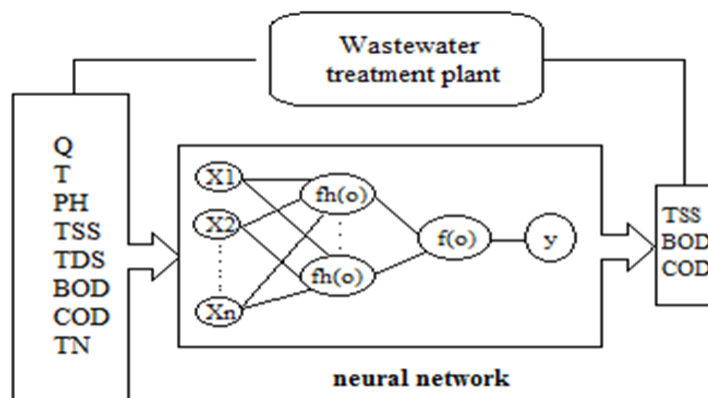 Wastewater
treatment plant
Q
T
PH
TSS
TDS
BOD
COD
TN
X1
X2
Xn
fh(o)
fh(o)
f(o)
y
TSS
BOD
COD
neural network